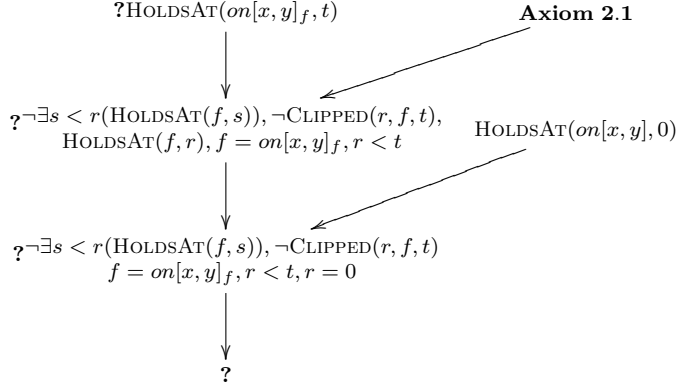 ?HOLDSAT(on[x, y]_f, t)
Axiom 2.1
?¬∃s < r(HOLDSAT(f, s)), ¬CLIPPED(r, f, t),
HOLDSAT(f, r), f = on[x, y]_f, r < t
HOLDSAT(on[x, y], 0)
?¬∃s < r(HOLDSAT(f, s)), ¬CLIPPED(r, f, t)
f = on[x, y]_f, r < t, r = 0
?